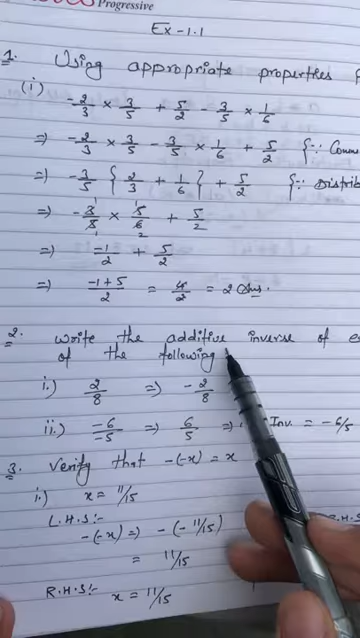 Progressive
Ex-1.1
1. Using appropriate properties
(i) -2/3 × 3/5 + 5/2 - 3/5 × 1/6
⇒ -2/3 × 3/5 - 3/5 × 1/6 + 5/2 {∵
⇒ -3/5 { 2/3 + 1/6 } + 5/2 {∵
⇒ -3/5 × 5/6 + 5/2
⇒ -1/2 + 5/2
⇒ -1+5/2 = 4/2 = 2 Ans.
2. Write the additive inverse of
of the following
i.) 2/8 ⇒ -2/8
ii.) -6/-5 ⇒ 6/5 ⇒ Inv. = -6/5
3. Verify that -(-x) = x
i.) x = 11/15
L.H.S:-
-(-x) ⇒ -(-11/15)
= 11/15
R.H.S:- x = 11/15